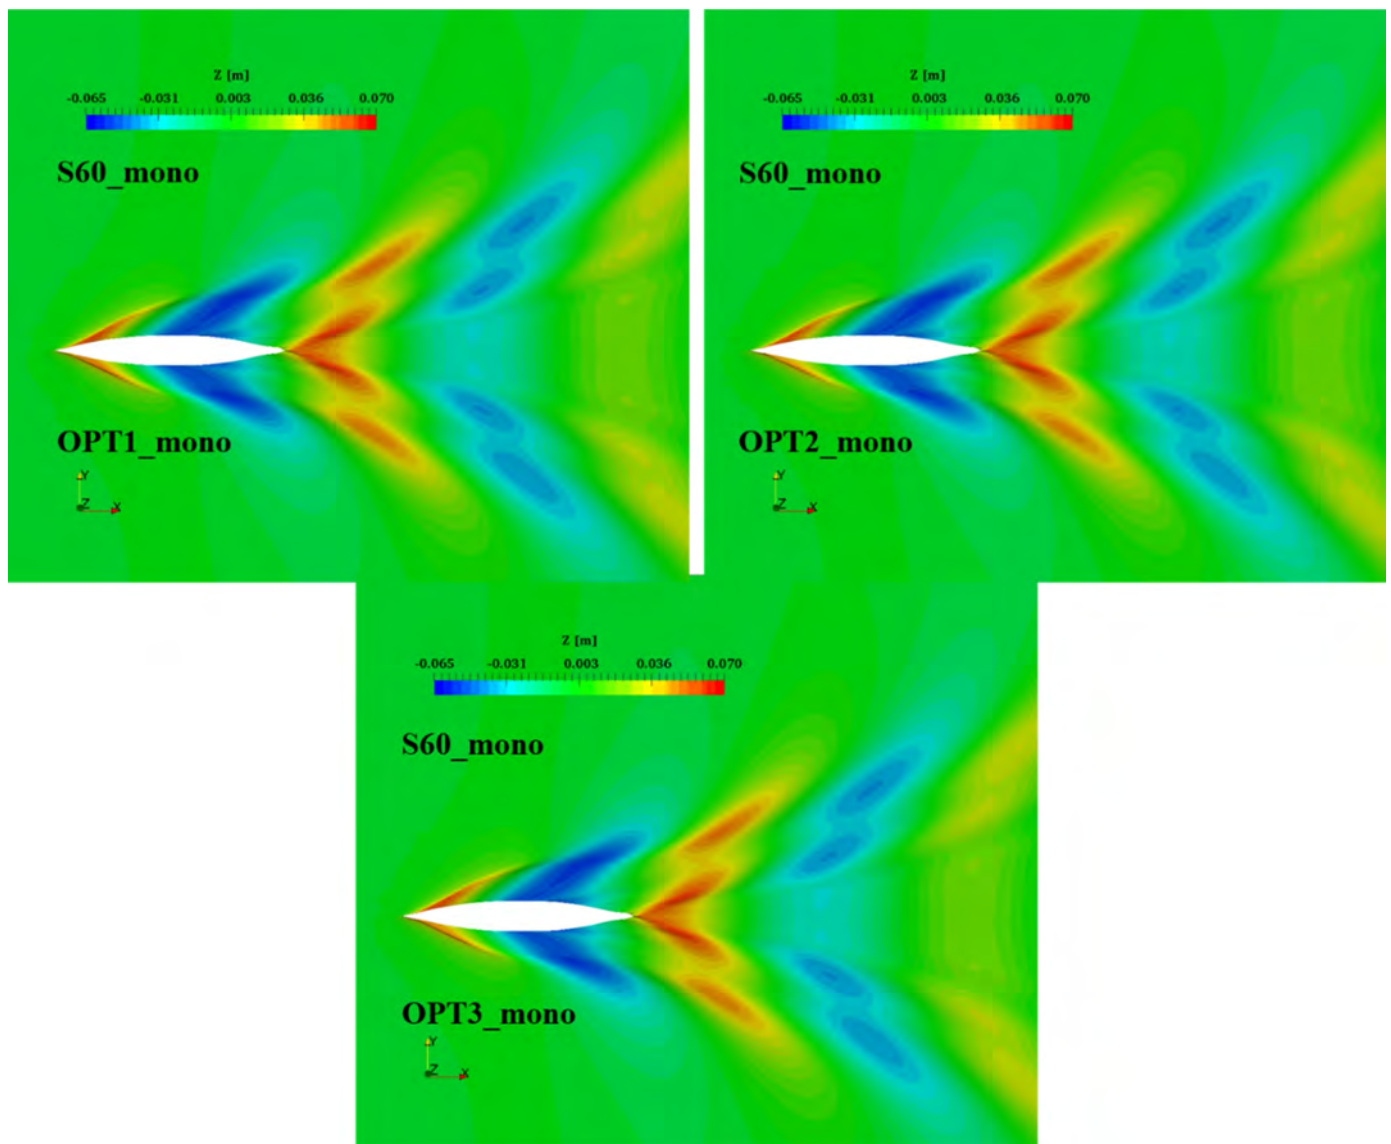 Z [m]
-0.065 -0.031 0.003 0.036 0.070
S60_mono
OPT1_mono
Y
Z X
Z [m]
-0.065 -0.031 0.003 0.036 0.070
S60_mono
OPT2_mono
Y
Z X
Z [m]
-0.065 -0.031 0.003 0.036 0.070
S60_mono
OPT3_mono
Y
Z X